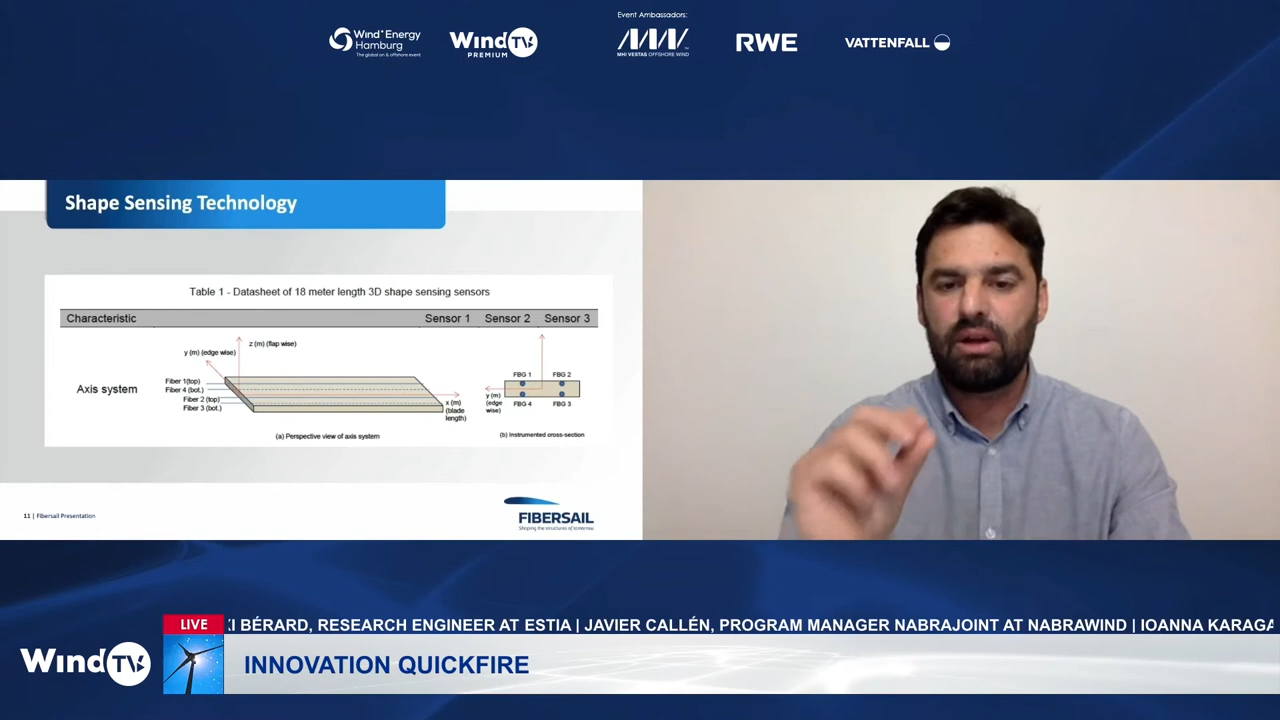 Event Ambassadors:
Wind Energy
Hamburg
The global on & offshore event
WindTV
PREMIUM
MHI VESTAS OFFSHORE WIND
RWE
VATTENFALL
Shape Sensing Technology
Table 1 - Datasheet of 18 meter length 3D shape sensing sensors
Characteristic Sensor 1 Sensor 2 Sensor 3
Axis system
z (m) (flap wise)
y (m) (edge wise)
Fiber 1(top)
Fiber 4 (bot.)
Fiber 2 (top)
Fiber 3 (bot.)
x (m)
(blade
length)
(a) Perspective view of axis system
FBG 1 FBG 2
y (m)
(edge
wise)
FBG 4 FBG 3
(b) Instrumented cross-section
11 | Fibersail Presentation
FIBERSAIL
Shaping the structures of tomorrow
LIVE
KI BÉRARD, RESEARCH ENGINEER AT ESTIA | JAVIER CALLÉN, PROGRAM MANAGER NABRAJOINT AT NABRAWIND | IOANNA KARAGA
WindTV
INNOVATION QUICKFIRE